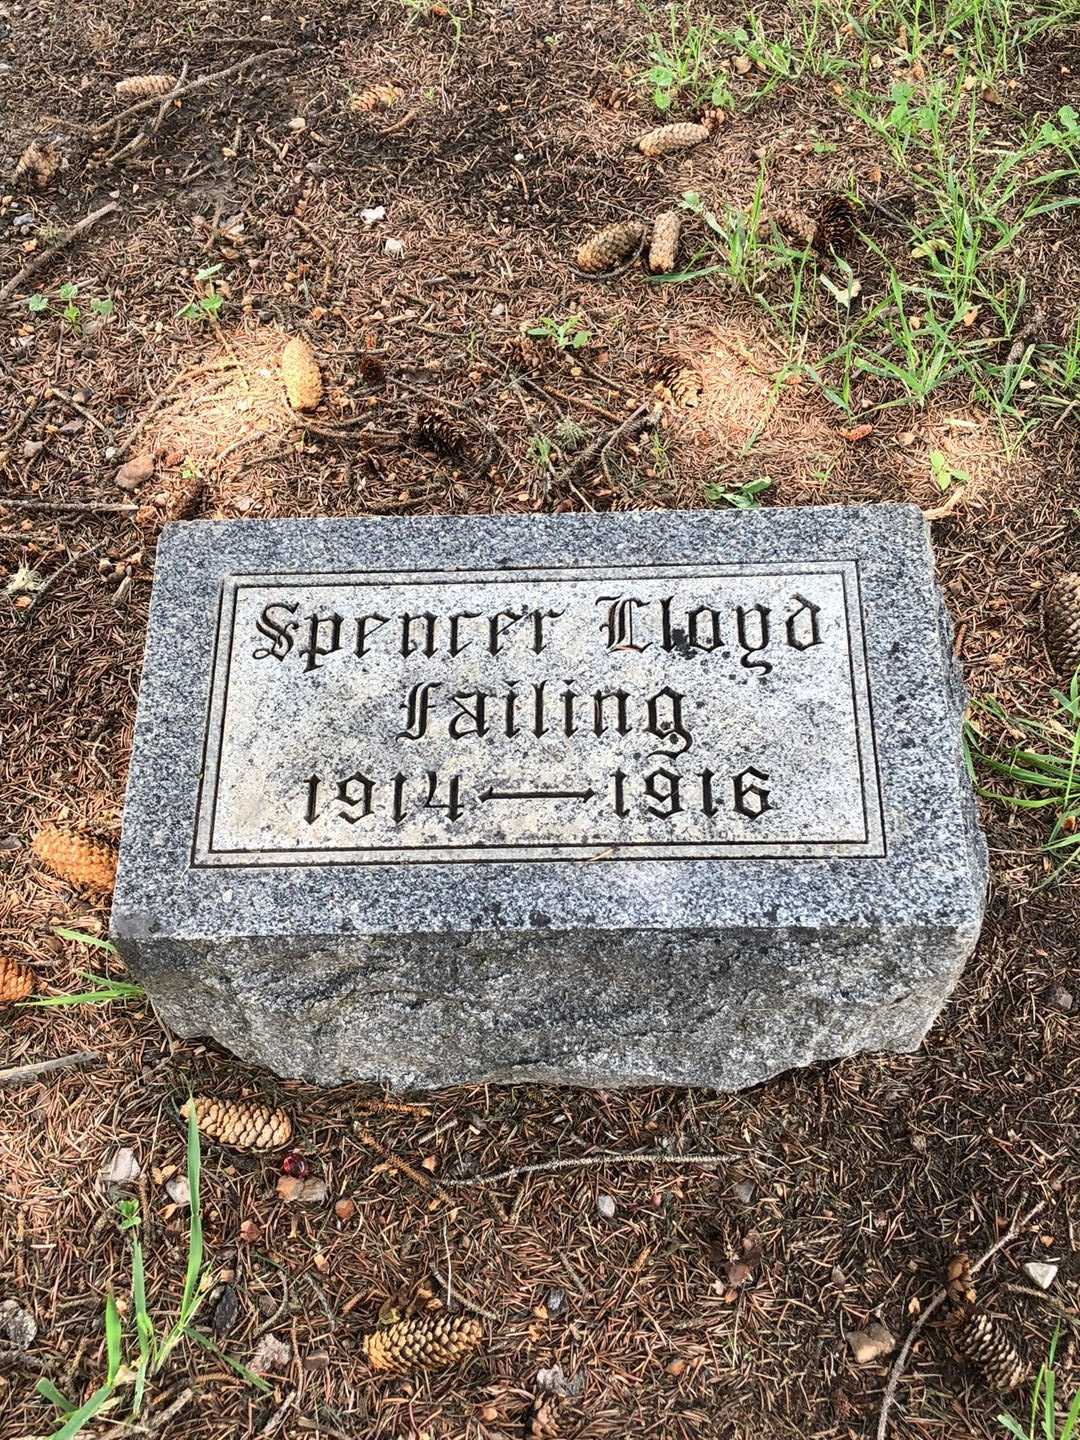 Spencer Lloyd
Failing
1914—1916